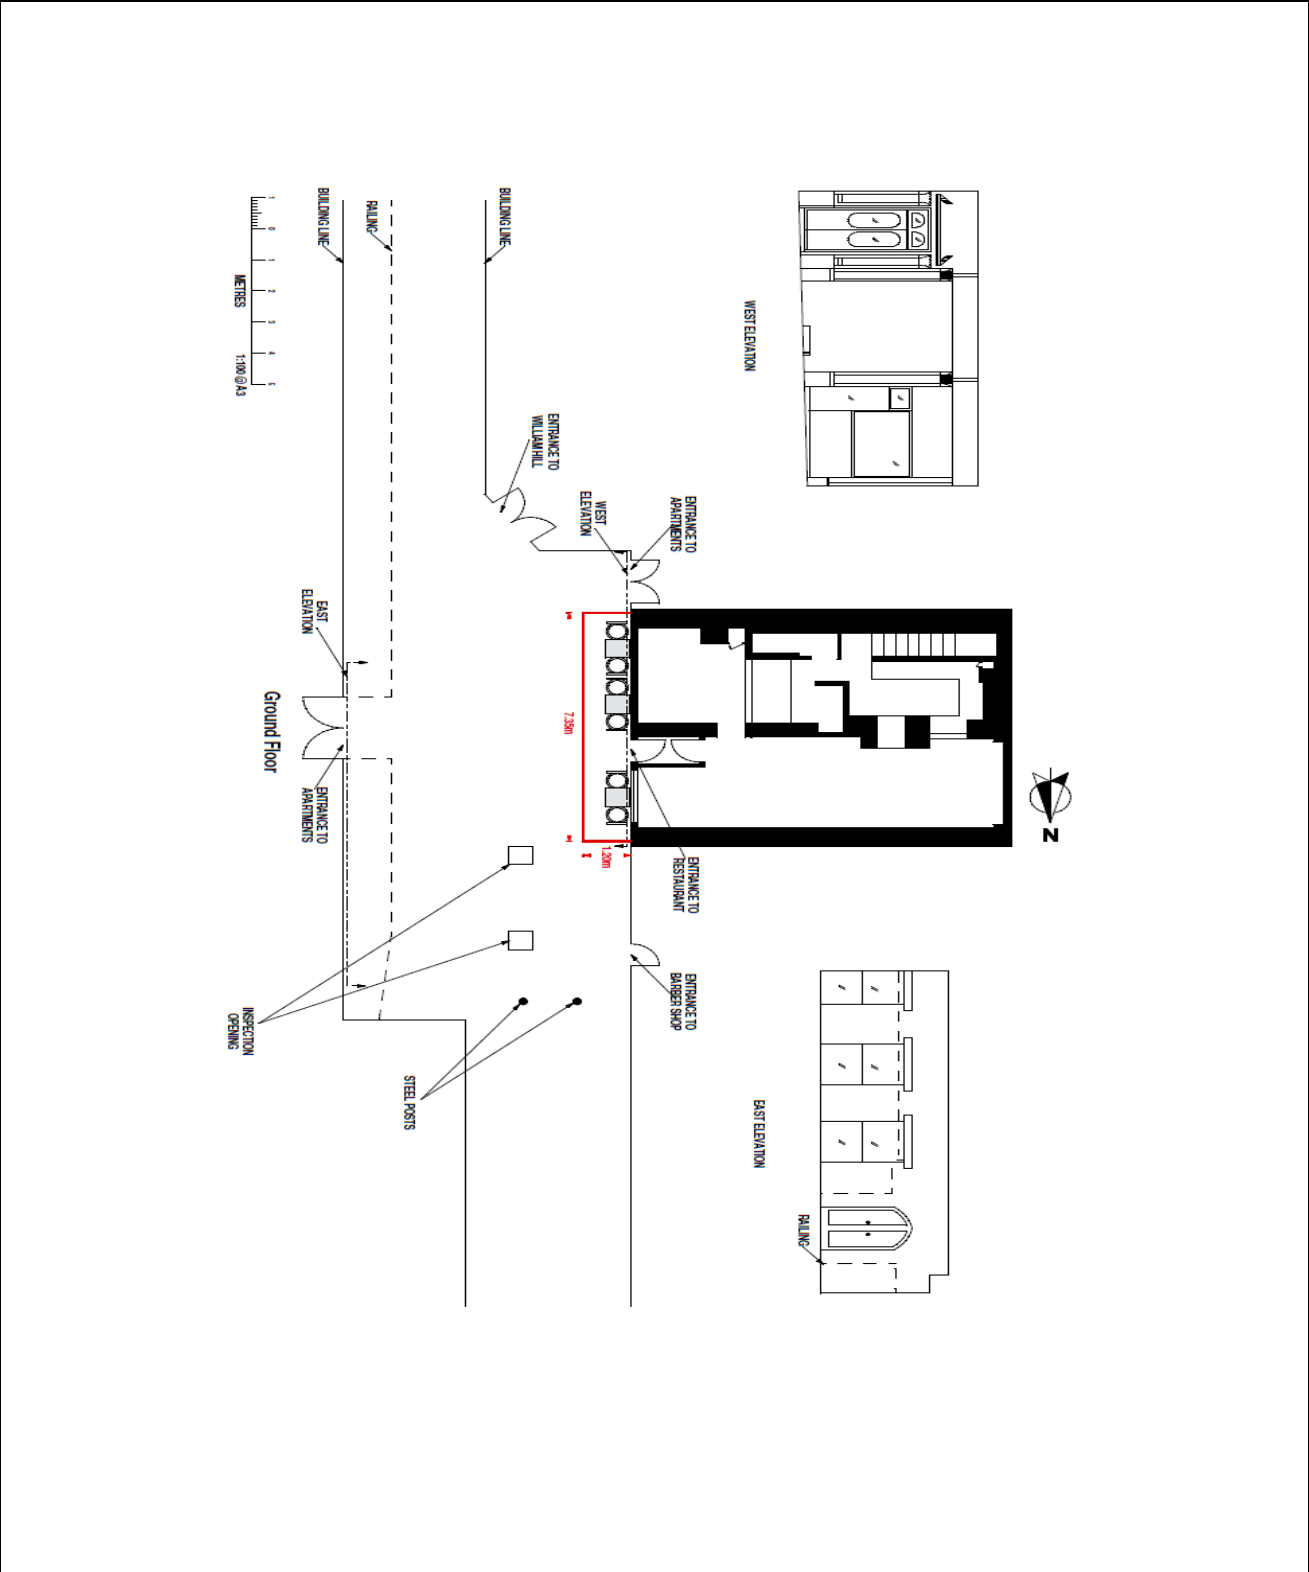 WEST ELEVATION
BUILDING LINE
RAILING
BUILDING LINE
1
0
1
2
3
4
5
METRES
1:100@A3
ENTRANCE TO
WILLIAM HILL
WEST
ELEVATION
ENTRANCE TO
APARTMENTS
EAST
ELEVATION
Ground Floor
7.35m
1.20m
N
ENTRANCE TO
APARTMENTS
ENTRANCE TO
RESTAURANT
ENTRANCE TO
BARBER SHOP
INSPECTION
OPENING
STEEL POSTS
EAST ELEVATION
RAILING